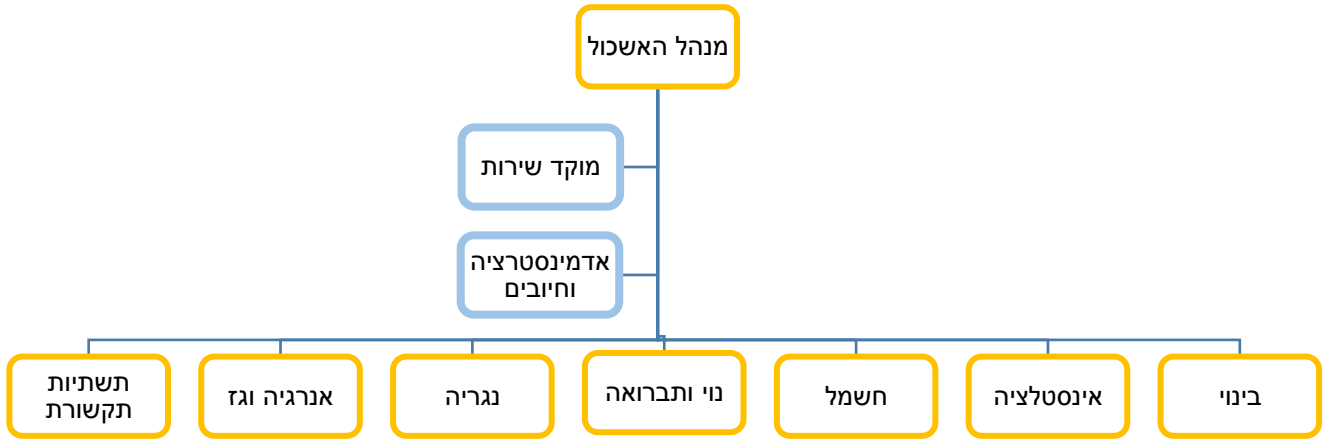 מנהל האשכול
מוקד שירות
אדמינסטרציה
וחיובים
בינוי
אינסטלציה
חשמל
נוי ותברואה
נגריה
אנרגיה וגז
תשתיות
תקשורת